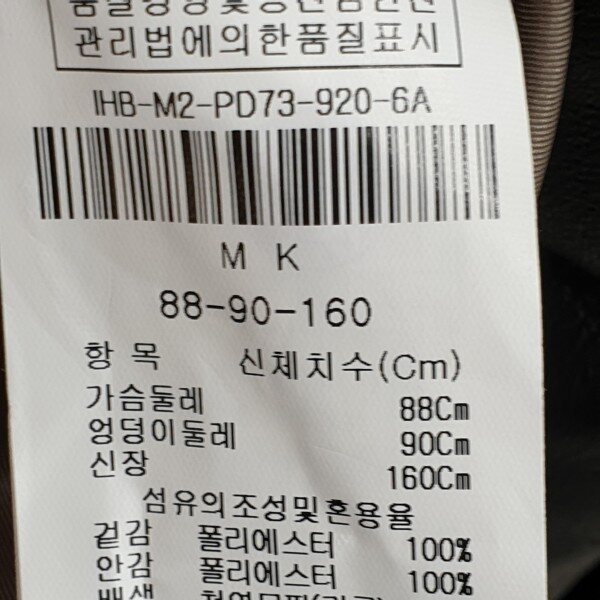 관리법에의한품질표시
IHB-M2-PD73-920-6A
M K
88-90-160
항 목 신체치수(Cm)
가슴둘레 88Cm
엉덩이둘레 90Cm
신장 160Cm
섬유의조성및혼용율
겉감 폴리에스터 100%
안감 폴리에스터 100%
배색